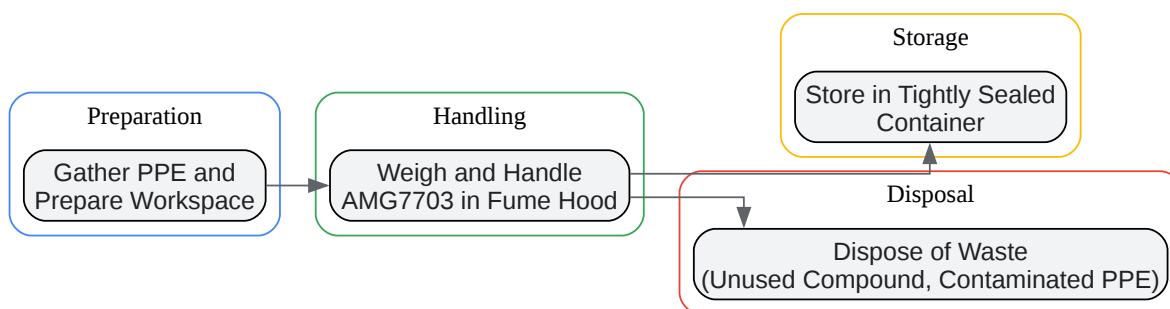 Preparation
Gather PPE and
Prepare Workspace
Handling
Weigh and Handle
AMG7703 in Fume Hood
Storage
Store in Tightly Sealed
Container
Disposal
Dispose of Waste
(Unused Compound, Contaminated PPE)